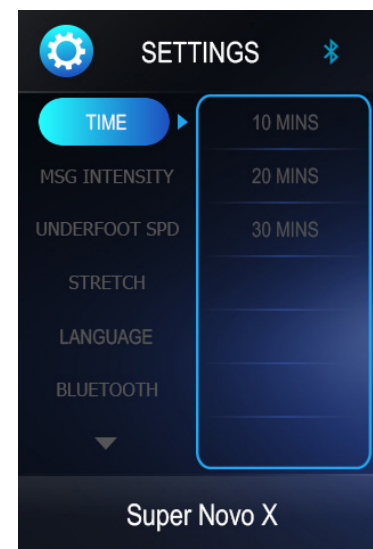 SETTINGS
TIME
10 MINS
MSG INTENSITY
20 MINS
UNDERFOOT SPD
30 MINS
STRETCH
LANGUAGE
BLUETOOTH
Super Novo X